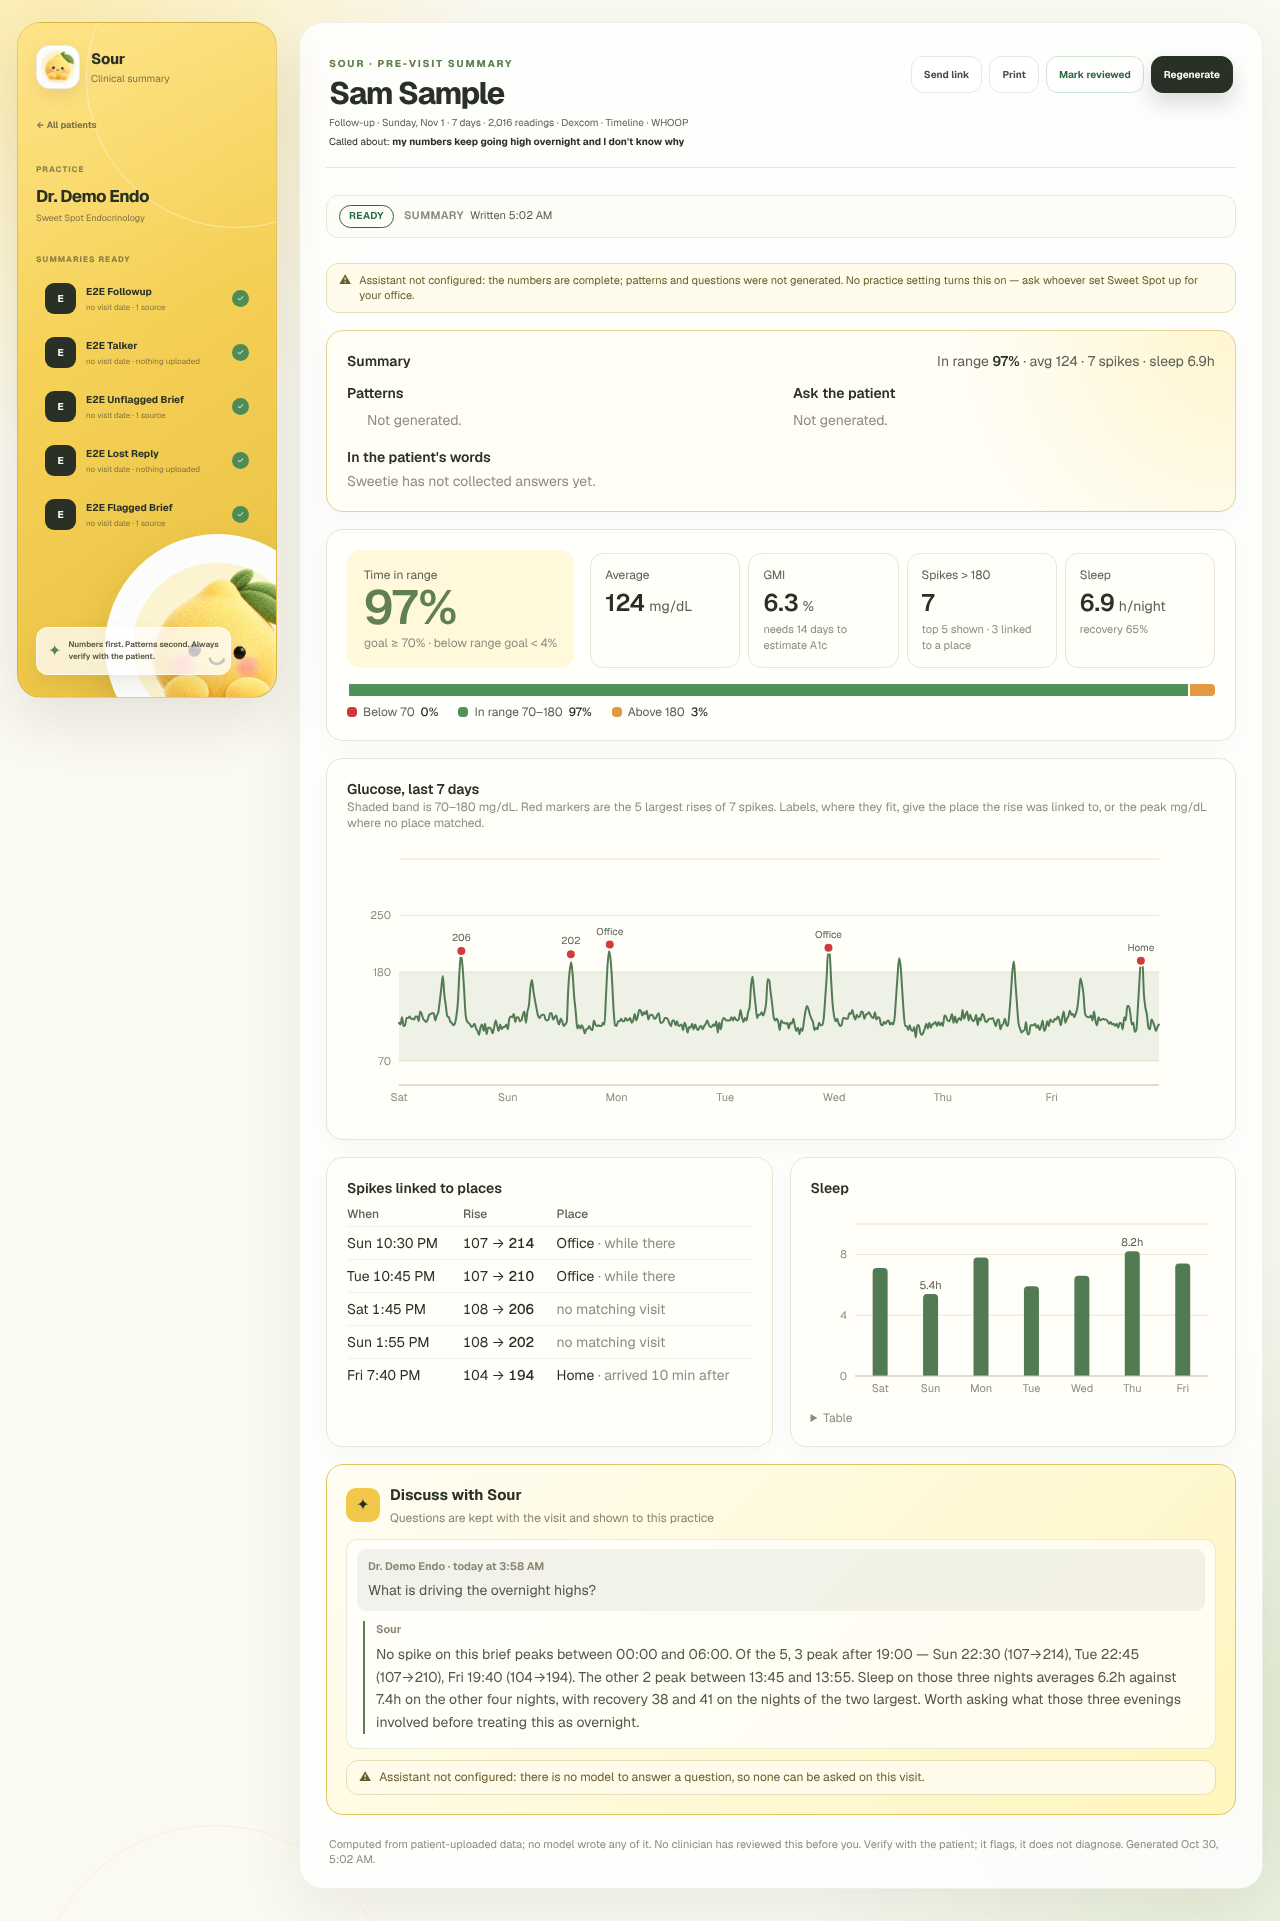 Sour
Clinical summary
← All patients
PRACTICE
Dr. Demo Endo
Sweet Spot Endocrinology
SUMMARIES READY
E
E2E Followup
no visit date · 1 source
E
E2E Talker
no visit date · nothing uploaded
E
E2E Unflagged Brief
no visit date · 1 source
E
E2E Lost Reply
no visit date · nothing uploaded
E
E2E Flagged Brief
no visit date · 1 source
Numbers first. Patterns second. Always
verify with the patient.
SOUR · PRE-VISIT SUMMARY
Sam Sample
Follow-up · Sunday, Nov 1 · 7 days · 2,016 readings · Dexcom · Timeline · WHOOP
Called about: my numbers keep going high overnight and I don't know why
Send link
Print
Mark reviewed
Regenerate
READY SUMMARY Written 5:02 AM
Assistant not configured: the numbers are complete; patterns and questions were not generated. No practice setting turns this on — ask whoever set Sweet Spot up for
your office.
Summary
In range 97% · avg 124 · 7 spikes · sleep 6.9h
Patterns
Not generated.
Ask the patient
Not generated.
In the patient's words
Sweetie has not collected answers yet.
Time in range
97%
goal ≥ 70% · below range goal < 4%
Average
124 mg/dL
GMI
6.3 %
needs 14 days to
estimate A1c
Spikes > 180
7
top 5 shown · 3 linked
to a place
Sleep
6.9 h/night
recovery 65%
Below 70 0% In range 70–180 97% Above 180 3%
Glucose, last 7 days
Shaded band is 70–180 mg/dL. Red markers are the 5 largest rises of 7 spikes. Labels, where they fit, give the place the rise was linked to, or the peak mg/dL
where no place matched.
250
180
70
206
202
Office
Office
Home
Sat Sun Mon Tue Wed Thu Fri
Spikes linked to places
When Rise Place
Sun 10:30 PM 107 → 214 Office · while there
Tue 10:45 PM 107 → 210 Office · while there
Sat 1:45 PM 108 → 206 no matching visit
Sun 1:55 PM 108 → 202 no matching visit
Fri 7:40 PM 104 → 194 Home · arrived 10 min after
Sleep
8
4
0
5.4h
8.2h
Sat Sun Mon Tue Wed Thu Fri
▶ Table
Discuss with Sour
Questions are kept with the visit and shown to this practice
Dr. Demo Endo · today at 3:58 AM
What is driving the overnight highs?
Sour
No spike on this brief peaks between 00:00 and 06:00. Of the 5, 3 peak after 19:00 — Sun 22:30 (107→214), Tue 22:45
(107→210), Fri 19:40 (104→194). The other 2 peak between 13:45 and 13:55. Sleep on those three nights averages 6.2h against
7.4h on the other four nights, with recovery 38 and 41 on the nights of the two largest. Worth asking what those three evenings
involved before treating this as overnight.
Assistant not configured: there is no model to answer a question, so none can be asked on this visit.
Computed from patient-uploaded data; no model wrote any of it. No clinician has reviewed this before you. Verify with the patient; it flags, it does not diagnose. Generated Oct 30,
5:02 AM.